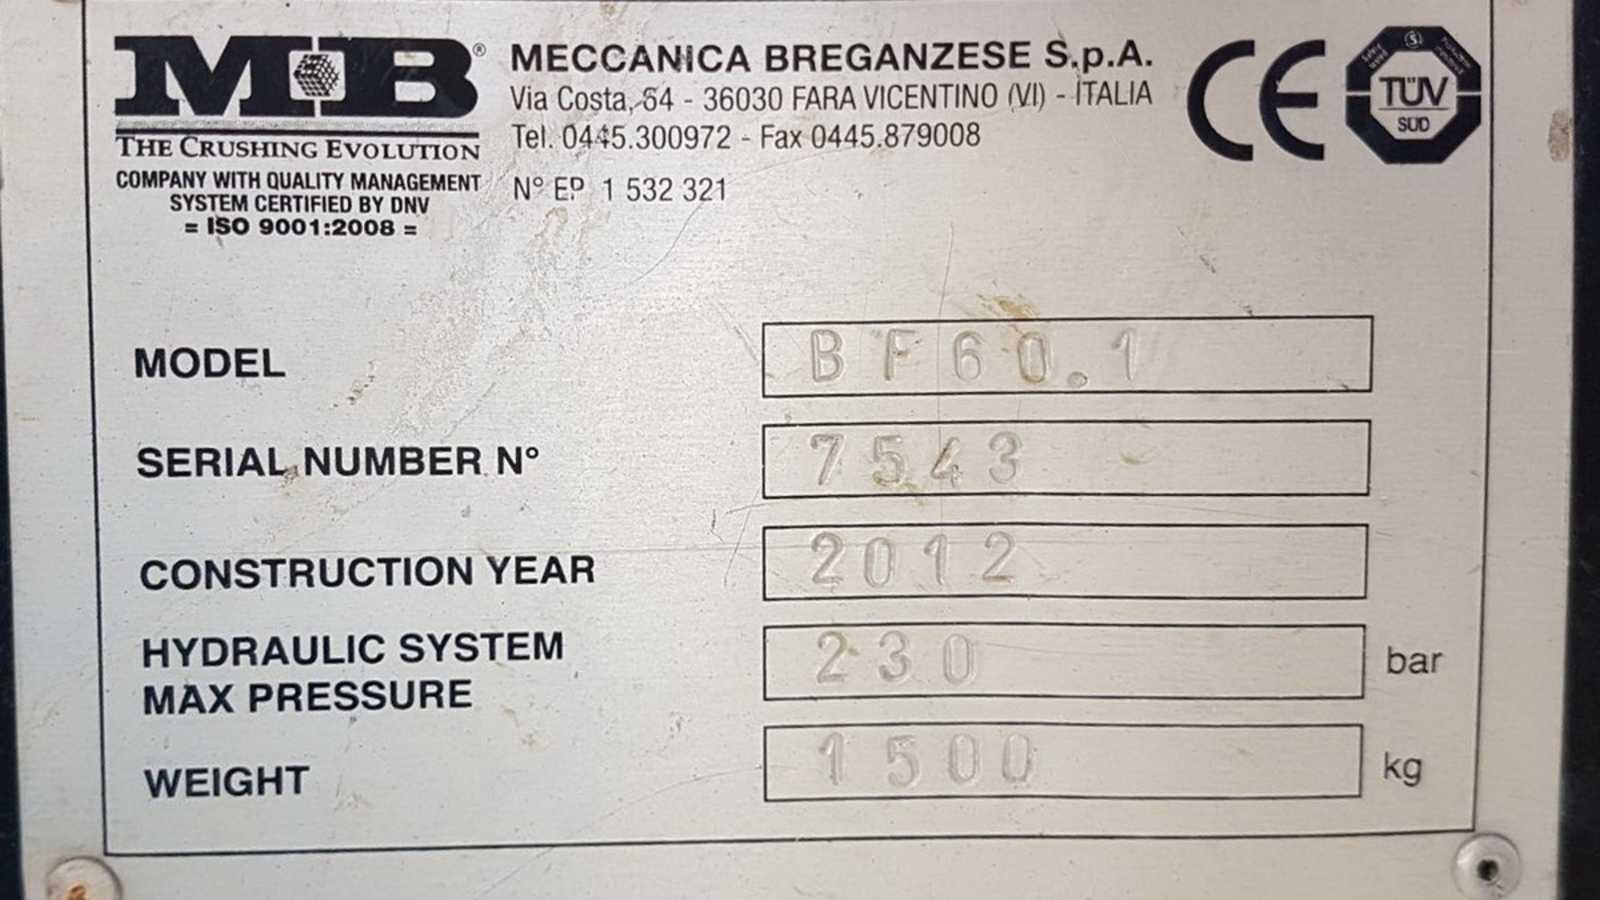 MB®
THE CRUSHING EVOLUTION
COMPANY WITH QUALITY MANAGEMENT
SYSTEM CERTIFIED BY DNV
= ISO 9001:2008 =
MECCANICA BREGANZESE S.p.A.
Via Costa, 64 - 36030 FARA VICENTINO (VI) - ITALIA
Tel. 0445.300972 - Fax 0445.879008
N° EP 1 532 321
CE
TÜV
SÜD
MODEL BF60.1
SERIAL NUMBER N° 7543
CONSTRUCTION YEAR 2012
HYDRAULIC SYSTEM
MAX PRESSURE 230 bar
WEIGHT 1500 kg